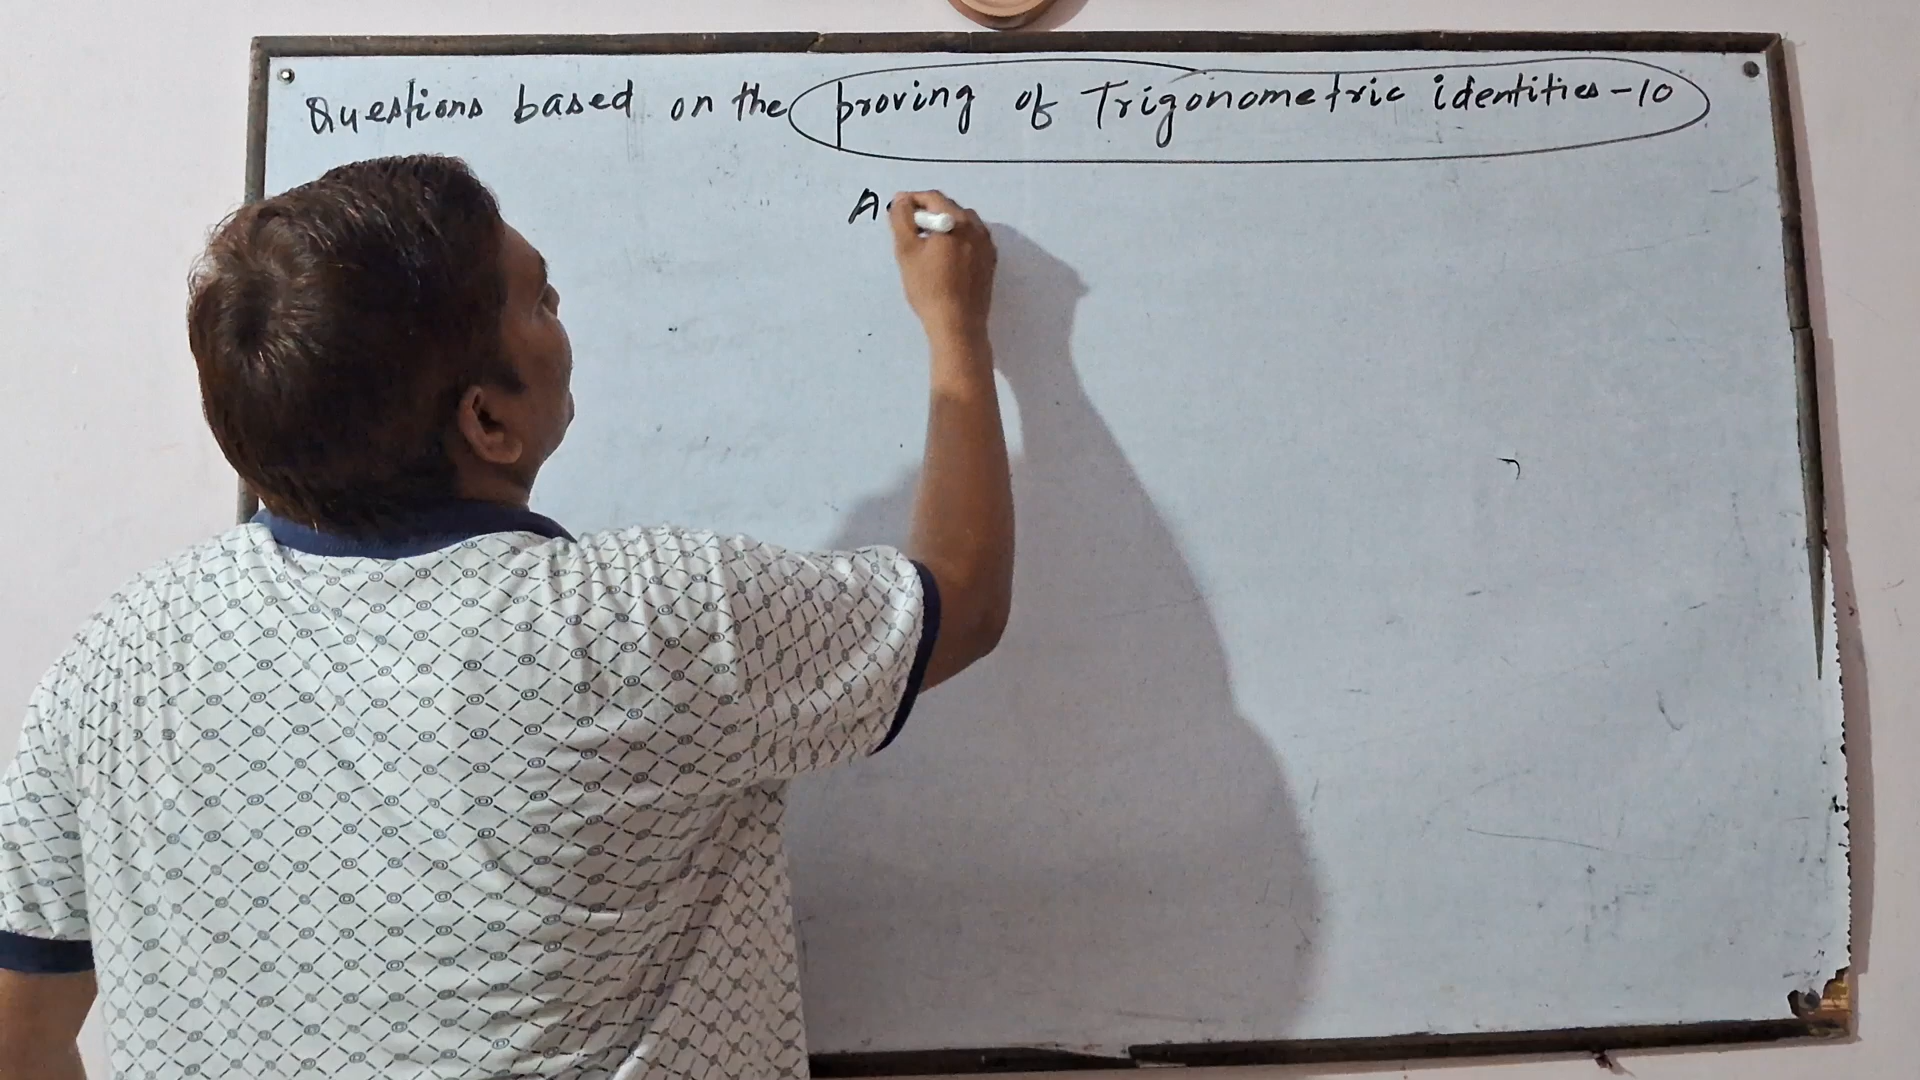 Questions based on the proving of Trigonometric identities-10
A